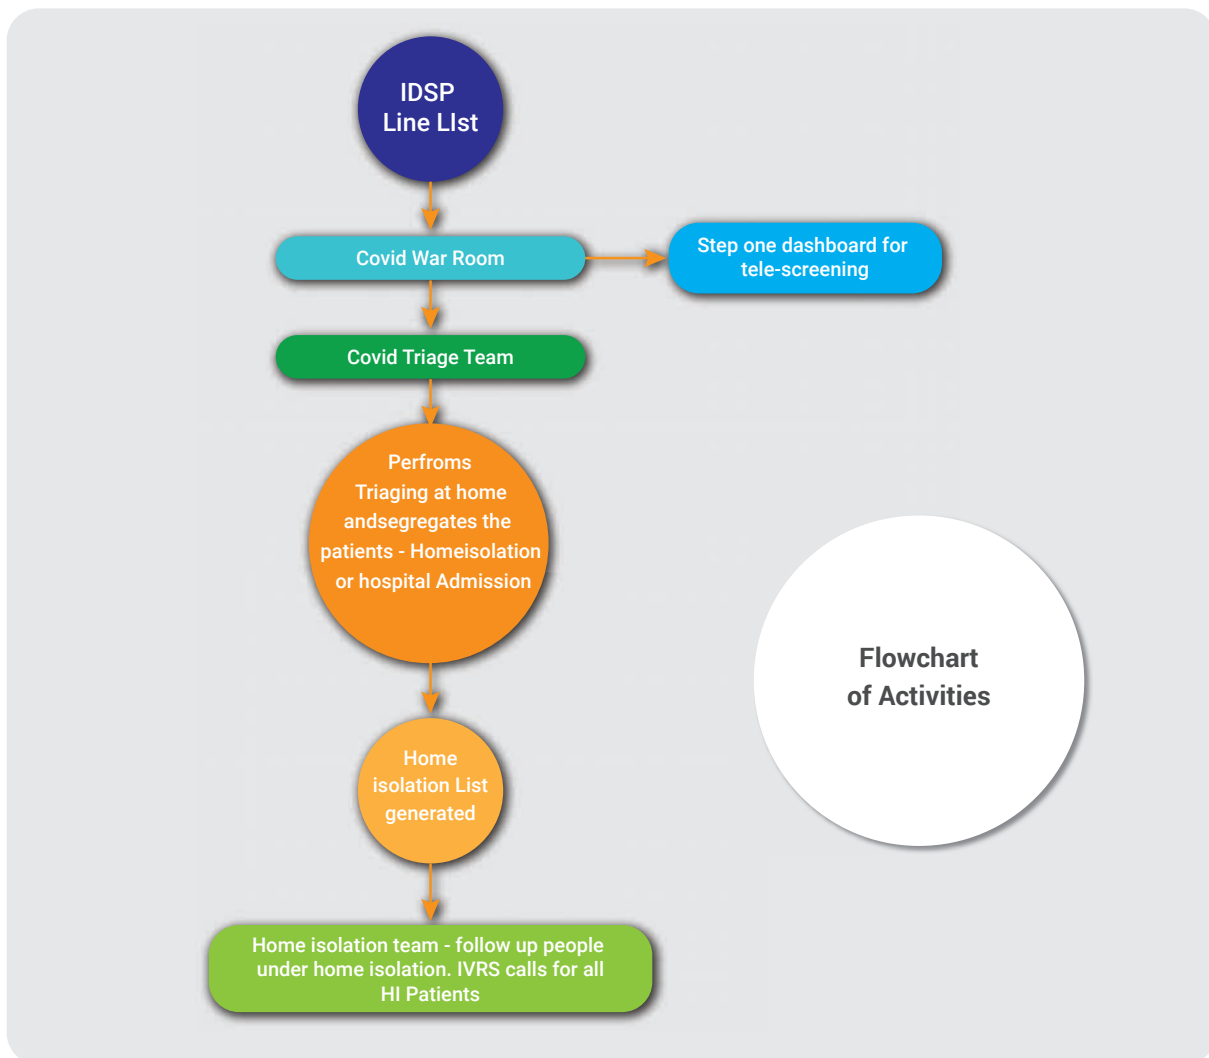 IDSP
Line LIst
Covid War Room
Step one dashboard for
tele-screening
Covid Triage Team
Perfroms
Triaging at home
andsegregates the
patients - Homeisolation
or hospital Admission
Flowchart
of Activities
Home
isolation List
generated
Home isolation team - follow up people
under home isolation. IVRS calls for all
HI Patients